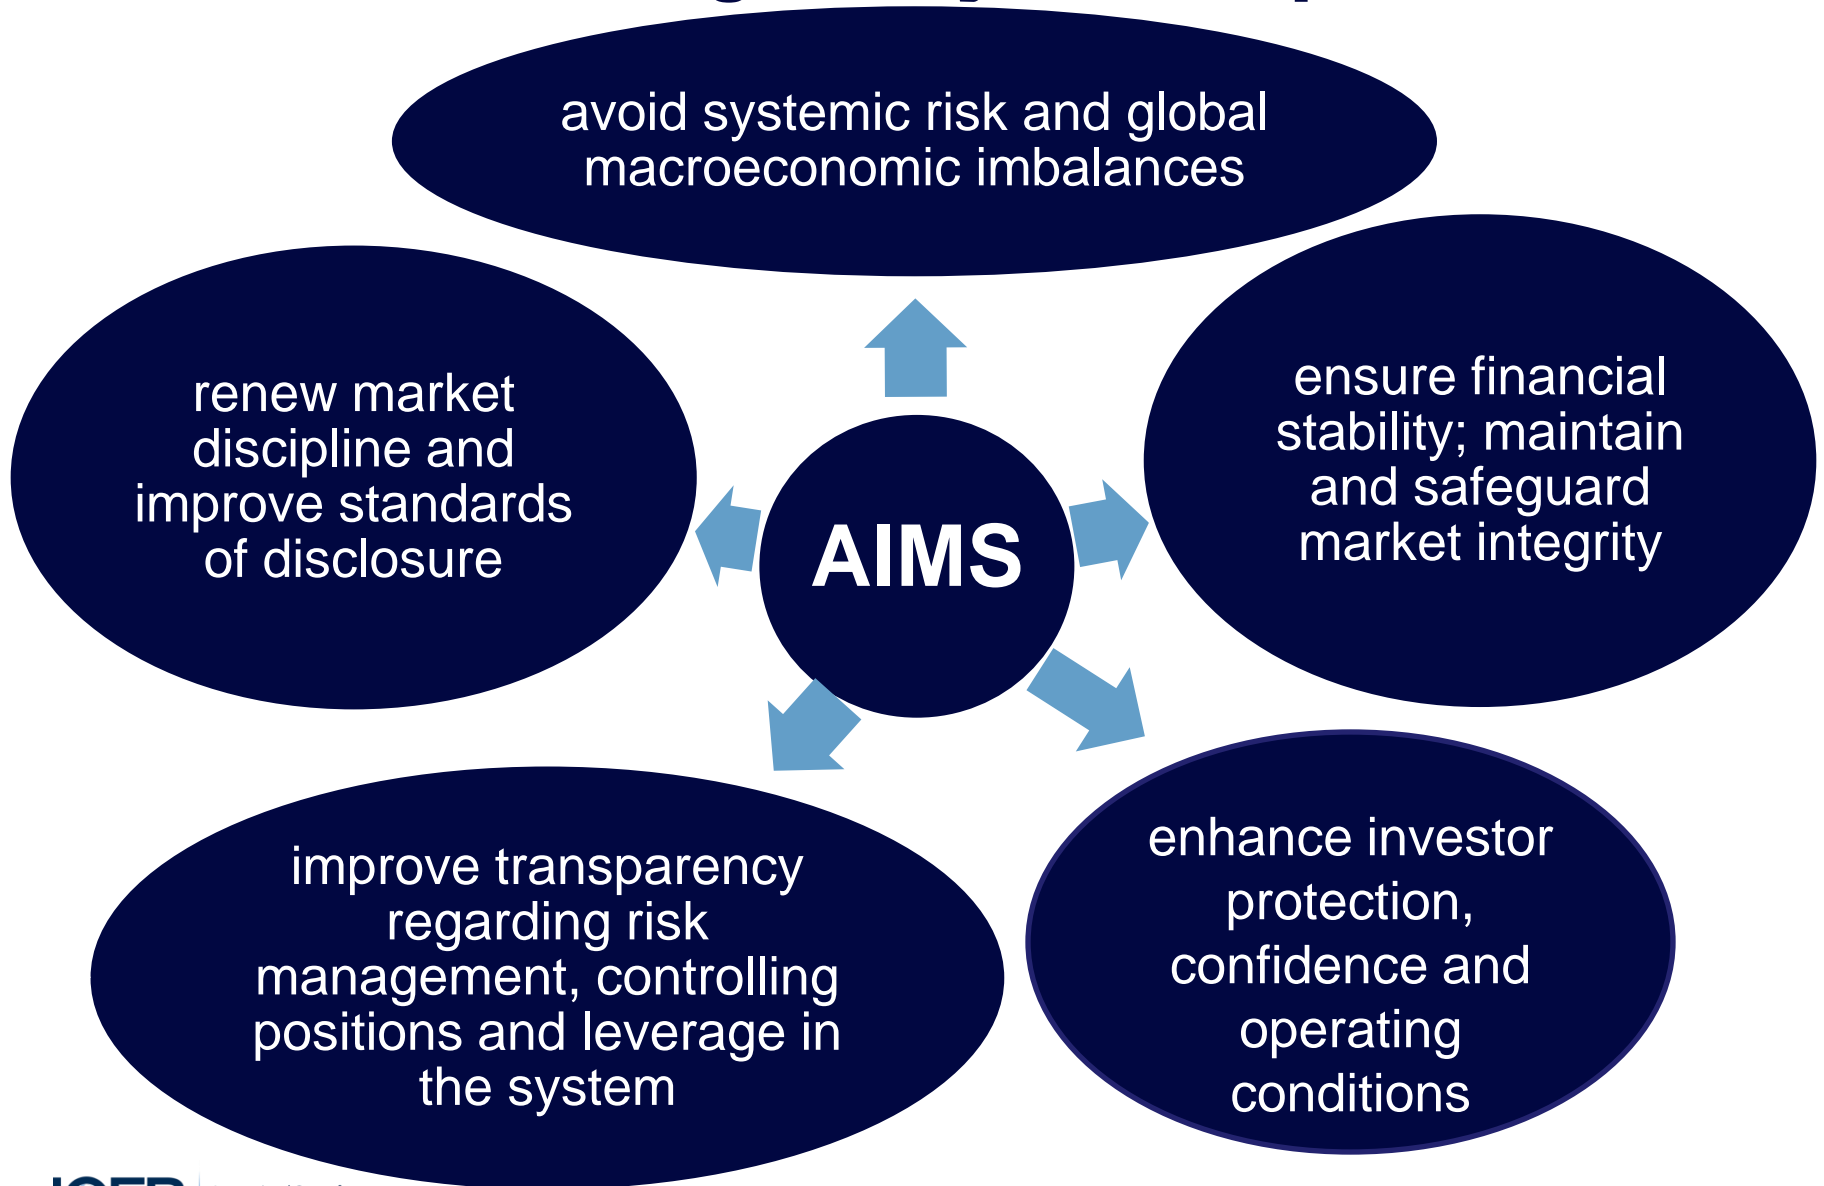 avoid systemic risk and global
macroeconomic imbalances
ensure financial
stability; maintain
and safeguard
market integrity
renew market
discipline and
improve standards
of disclosure
AIMS
enhance investor
protection,
confidence and
operating
conditions
improve transparency
regarding risk
management, controlling
positions and leverage in
the system